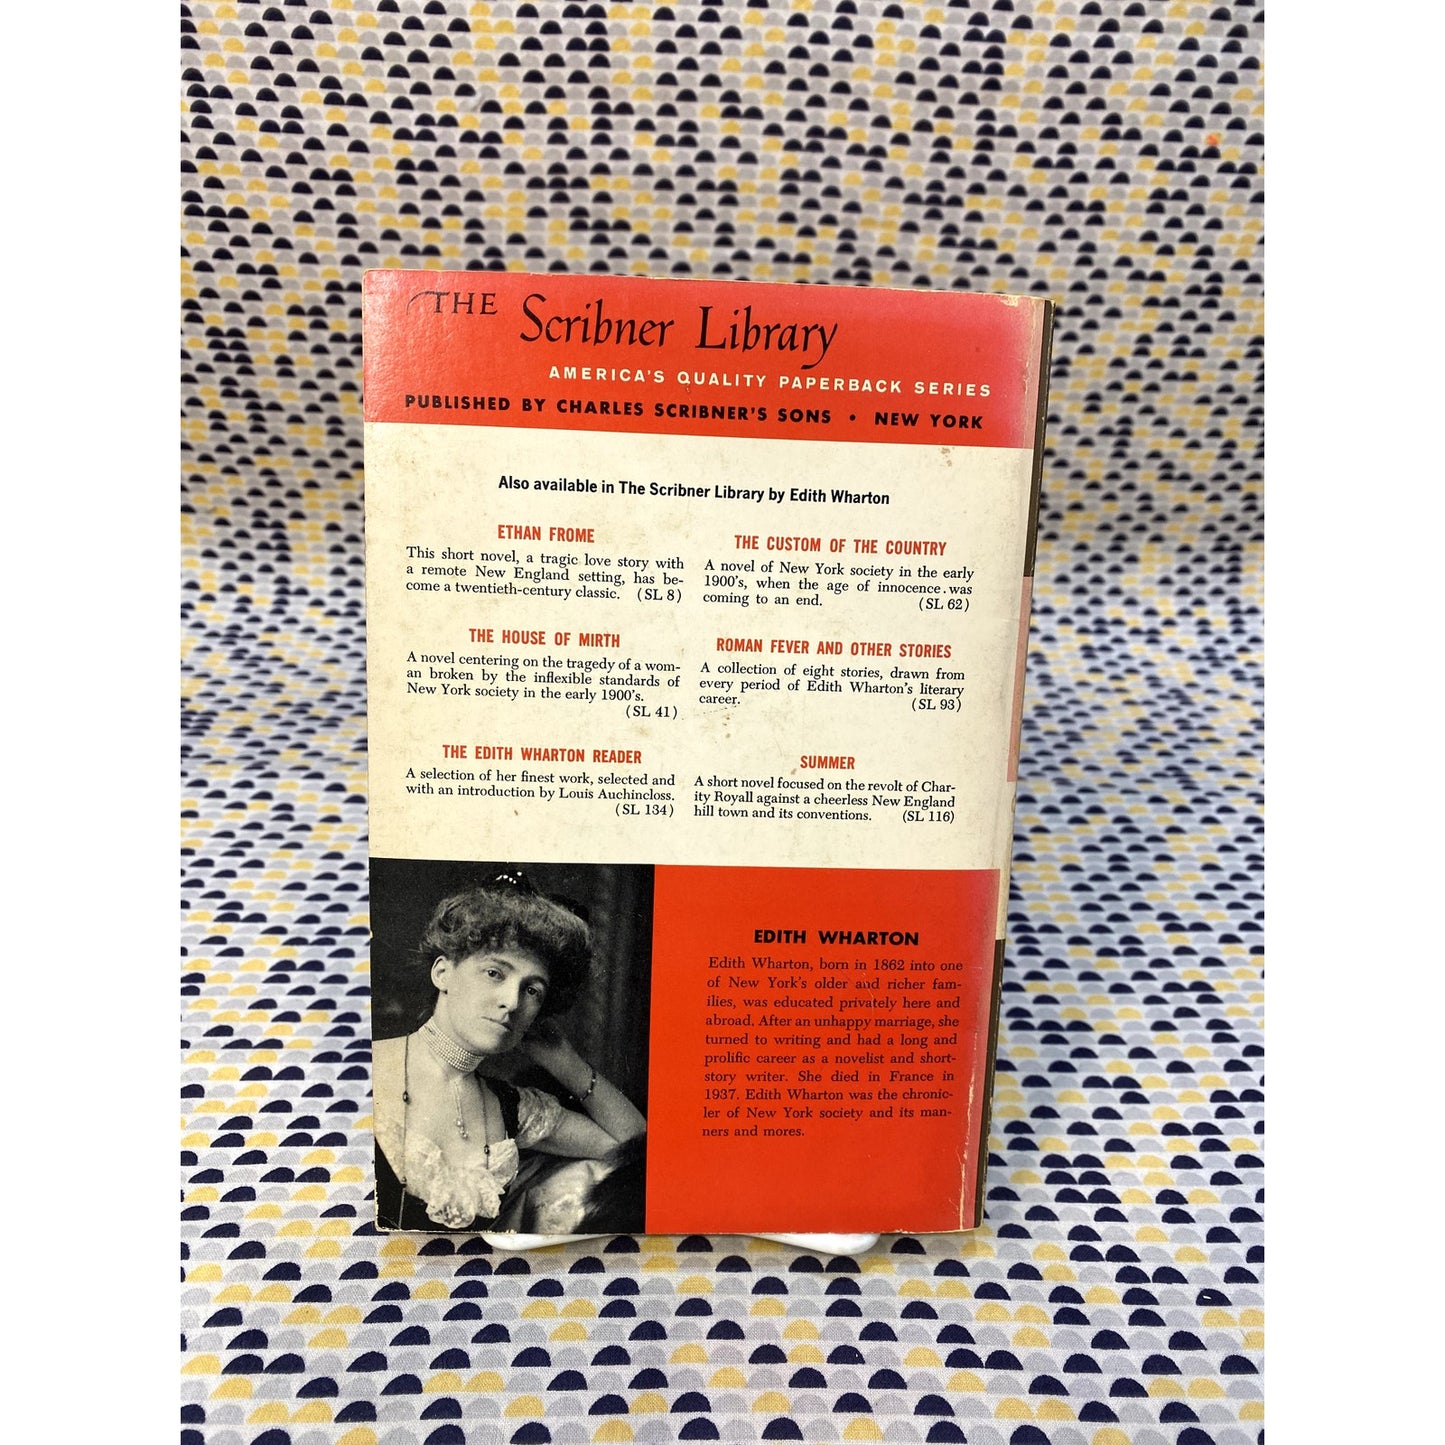 THE Scribner Library
AMERICA'S QUALITY PAPERBACK SERIES
PUBLISHED BY CHARLES SCRIBNER'S SONS • NEW YORK
Also available in The Scribner Library by Edith Wharton
ETHAN FROME
This short novel, a tragic love story with
a remote New England setting, has be-
come a twentieth-century classic. (SL 8)
THE CUSTOM OF THE COUNTRY
A novel of New York society in the early
1900's, when the age of innocence was
coming to an end. (SL 62)
THE HOUSE OF MIRTH
A novel centering on the tragedy of a wom-
an broken by the inflexible standards of
New York society in the early 1900's.
(SL 41)
ROMAN FEVER AND OTHER STORIES
A collection of eight stories, drawn from
every period of Edith Wharton's literary
career. (SL 93)
THE EDITH WHARTON READER
A selection of her finest work, selected and
with an introduction by Louis Auchincloss.
(SL 134)
SUMMER
A short novel focused on the revolt of Char-
ity Royall against a cheerless New England
hill town and its conventions. (SL 116)
EDITH WHARTON
Edith Wharton, born in 1862 into one
of New York's older and richer fam-
ilies, was educated privately here and
abroad. After an unhappy marriage, she
turned to writing and had a long and
prolific career as a novelist and short-
story writer. She died in France in
1937. Edith Wharton was the chronic-
ler of New York society and its man-
ners and mores.